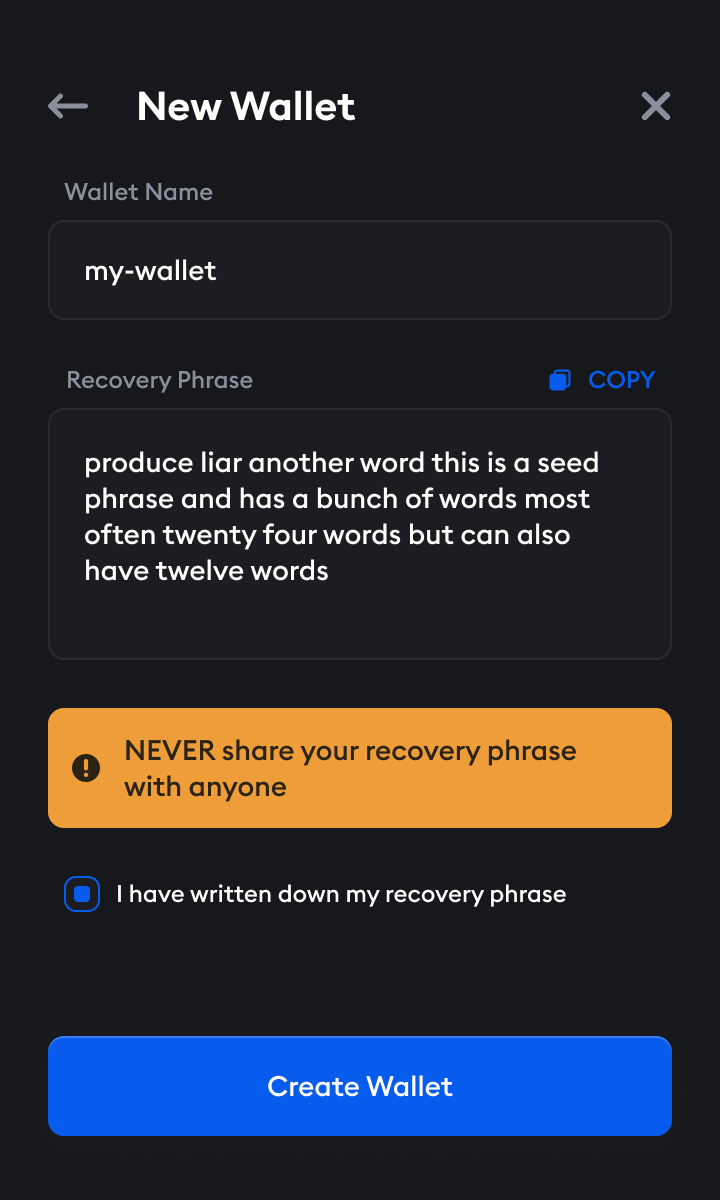 New Wallet
Wallet Name
my-wallet
Recovery Phrase
COPY
produce liar another word this is a seed
phrase and has a bunch of words most
often twenty four words but can also
have twelve words
NEVER share your recovery phrase
with anyone
I have written down my recovery phrase
Create Wallet